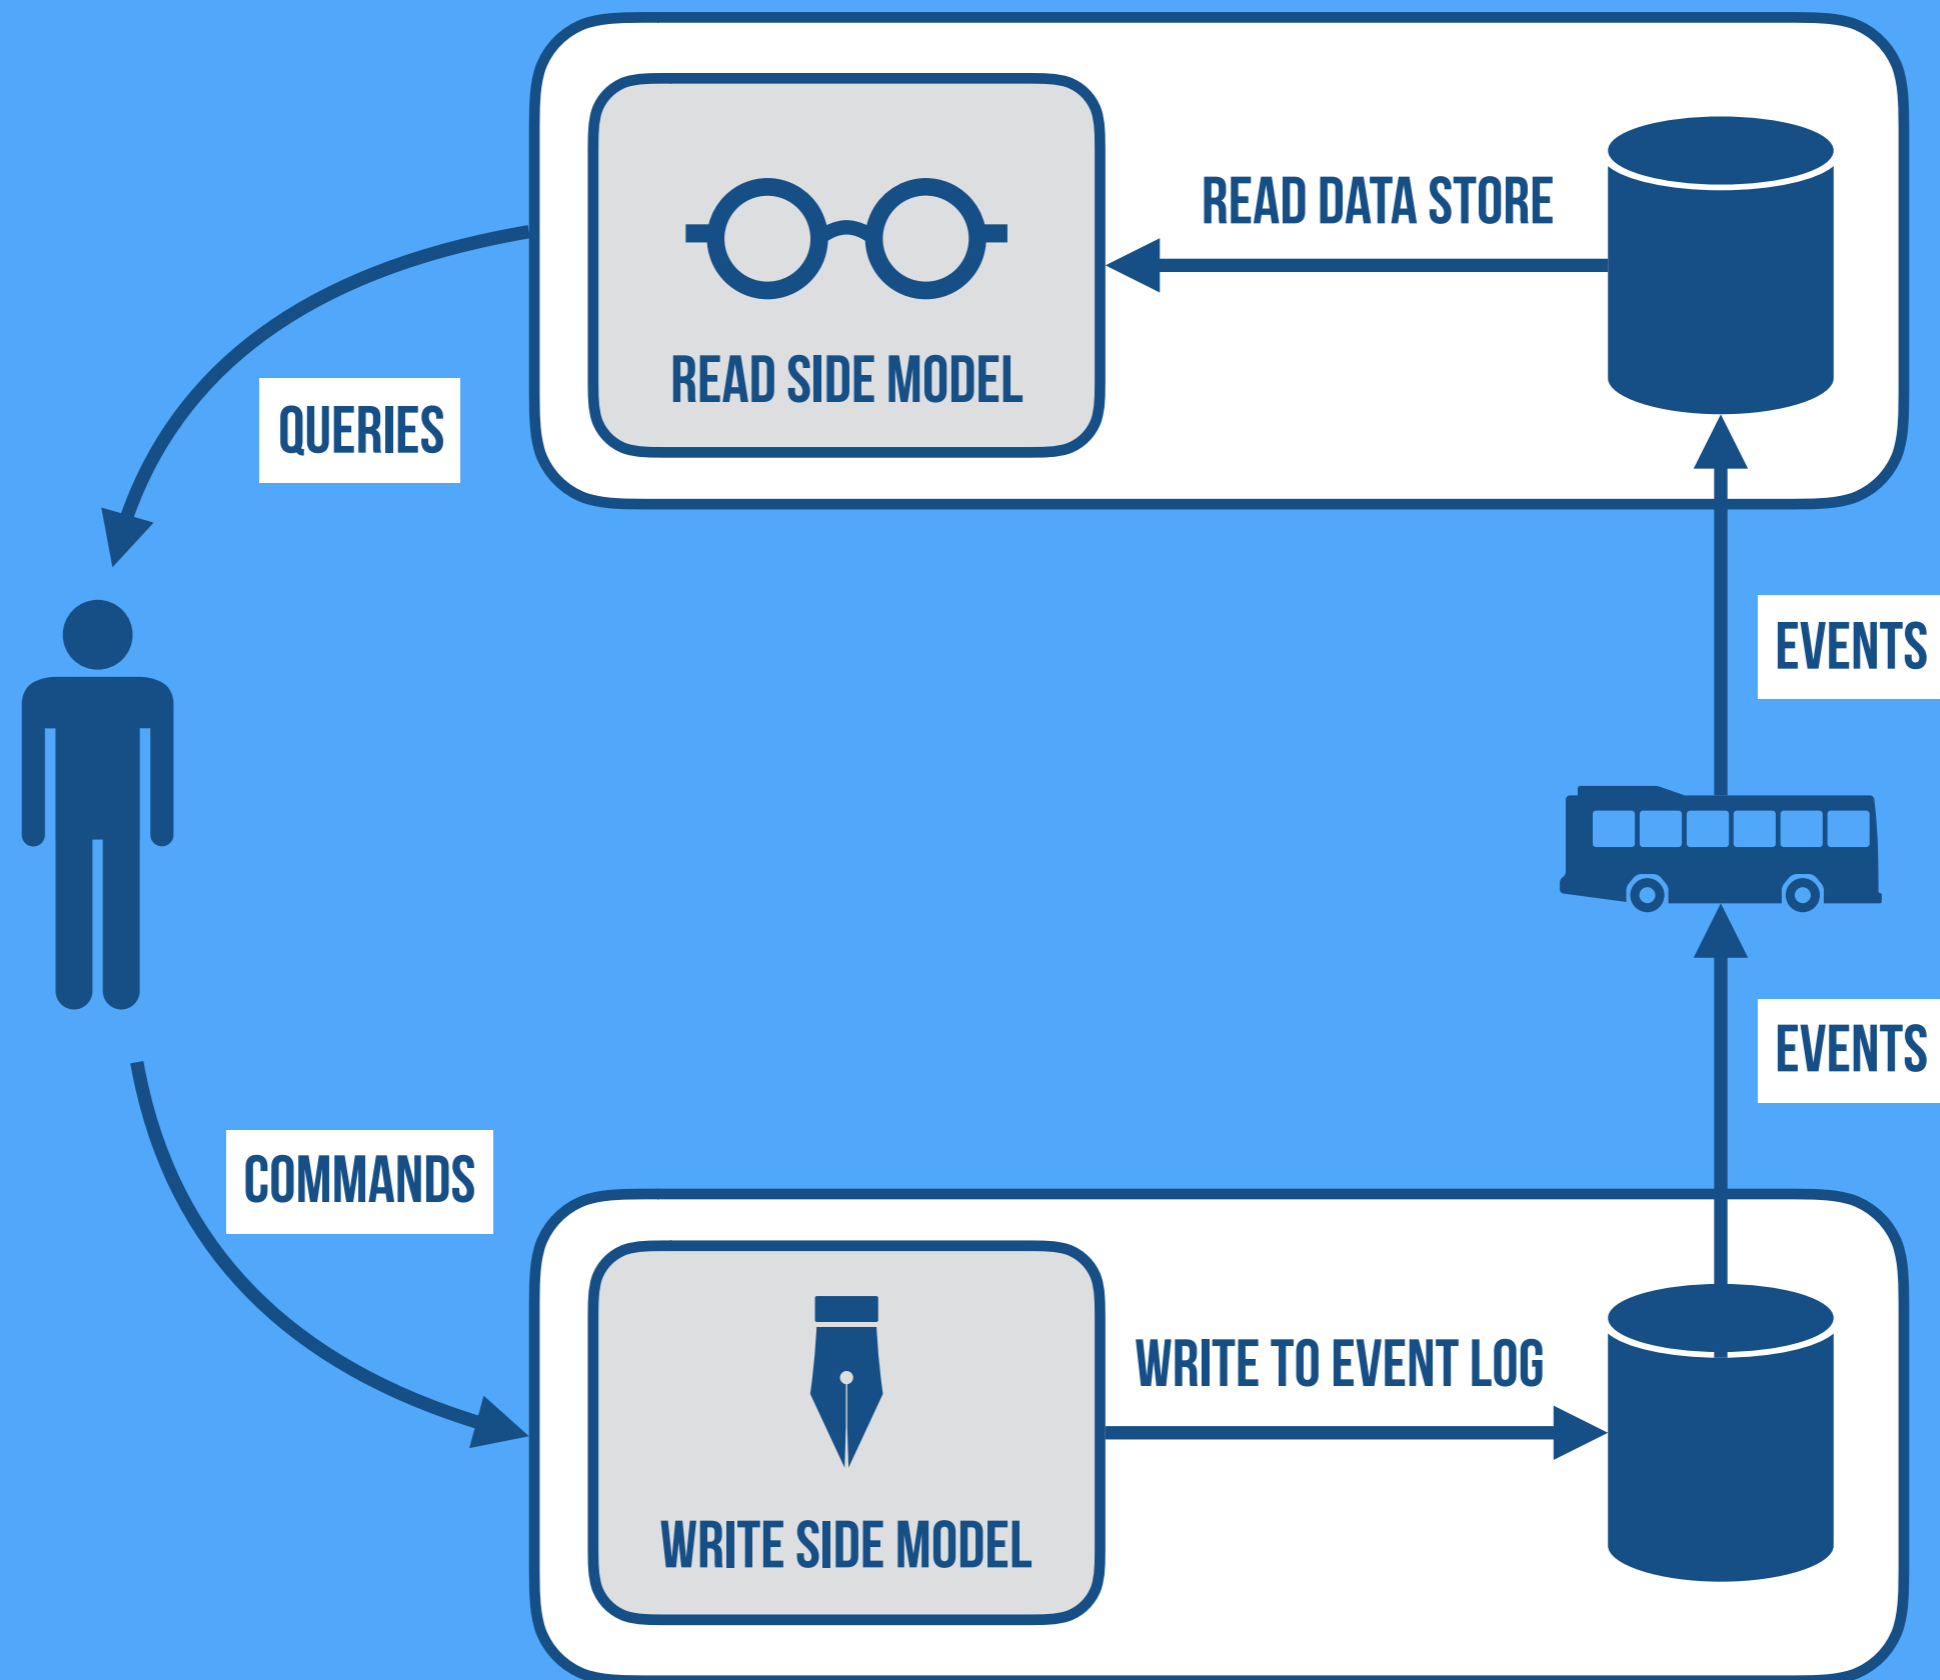 READ DATA STORE
READ SIDE MODEL
QUERIES
EVENTS
EVENTS
COMMANDS
WRITE TO EVENT LOG
WRITE SIDE MODEL